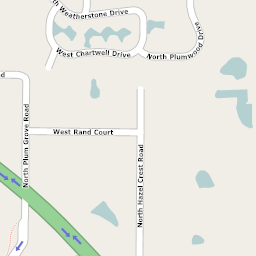 th Weatherstone Drive
West Chartwell Drive
North Plumwood Drive
d
North Plum Grove Road
West Rand Court
North Hazel Crest Road